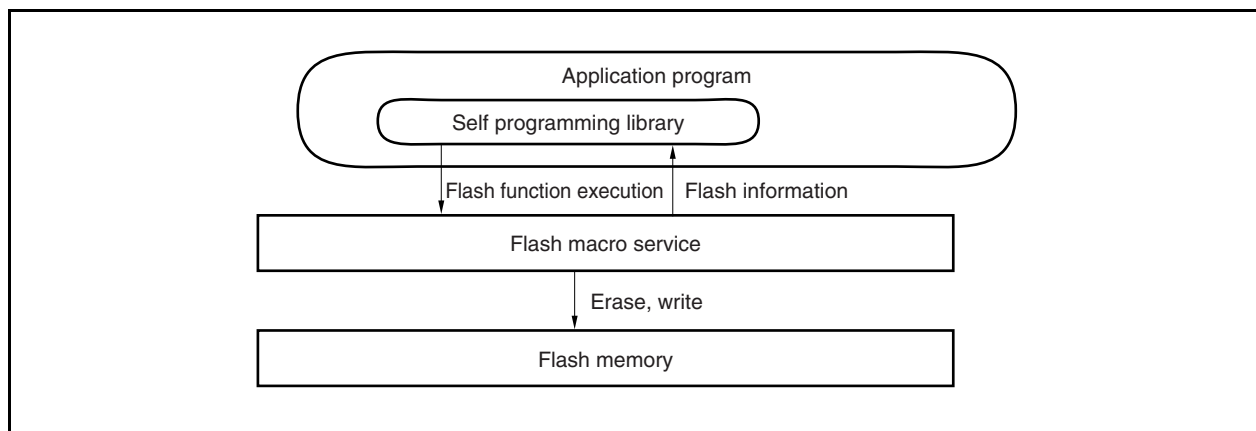 Application program
Self programming library
Flash function execution
Flash information
Flash macro service
Erase, write
Flash memory